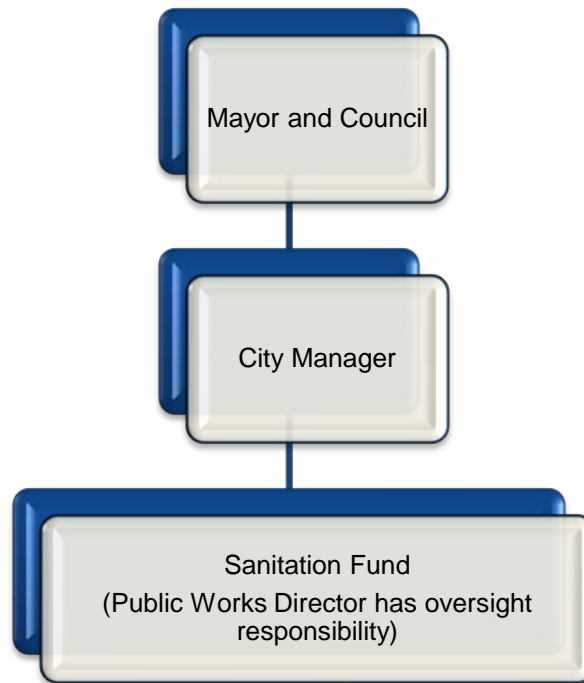 Mayor and Council
City Manager
Sanitation Fund
(Public Works Director has oversight
responsibility)